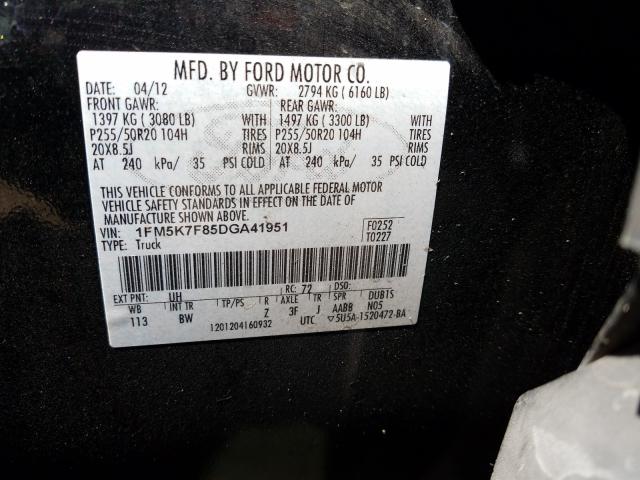 MFD. BY FORD MOTOR CO.
DATE: 04/12 GVWR: 2794 KG ( 6160 LB)
FRONT GAWR: REAR GAWR:
1397 KG ( 3080 LB) WITH 1497 KG ( 3300 LB) WITH
P255/50R20 104H TIRES P255/50R20 104H TIRES
20X8.5J RIMS 20X8.5J RIMS
AT 240 kPa/ 35 PSI COLD AT 240 kPa/ 35 PSI COLD
THIS VEHICLE CONFORMS TO ALL APPLICABLE FEDERAL MOTOR
VEHICLE SAFETY STANDARDS IN EFFECT ON THE DATE OF
MANUFACTURE SHOWN ABOVE.
VIN: 1FM5K7F85DGA41951 F0252
TYPE: Truck T0227
EXT PNT: UH RC: 72 DSO:
WB INT TR TP/PS R AXLE TR SPR DUBTS
113 BW Z 3F J AABB N05
1201204160932 UTC ▽5U5A-1520472-BA